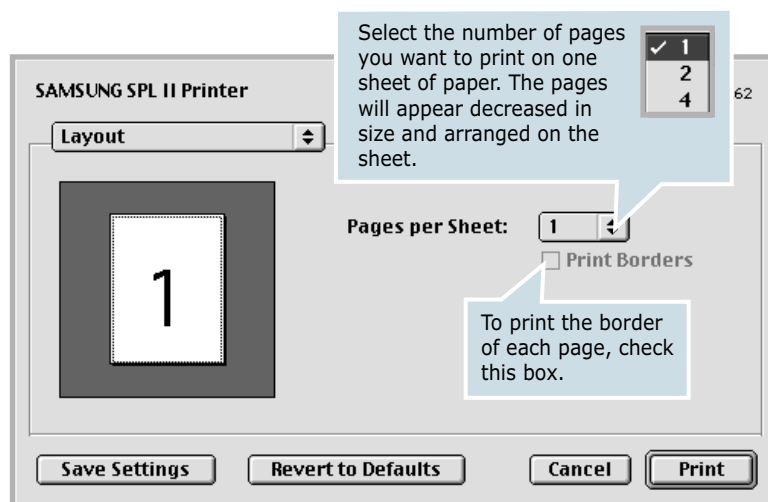 Select the number of pages
you want to print on one
sheet of paper. The pages
will appear decreased in
size and arranged on the
sheet.
✓ 1
2
4
SAMSUNG SPL II Printer
62
Layout
1
Pages per Sheet: 1
Print Borders
To print the border
of each page, check
this box.
Save Settings Revert to Defaults Cancel Print